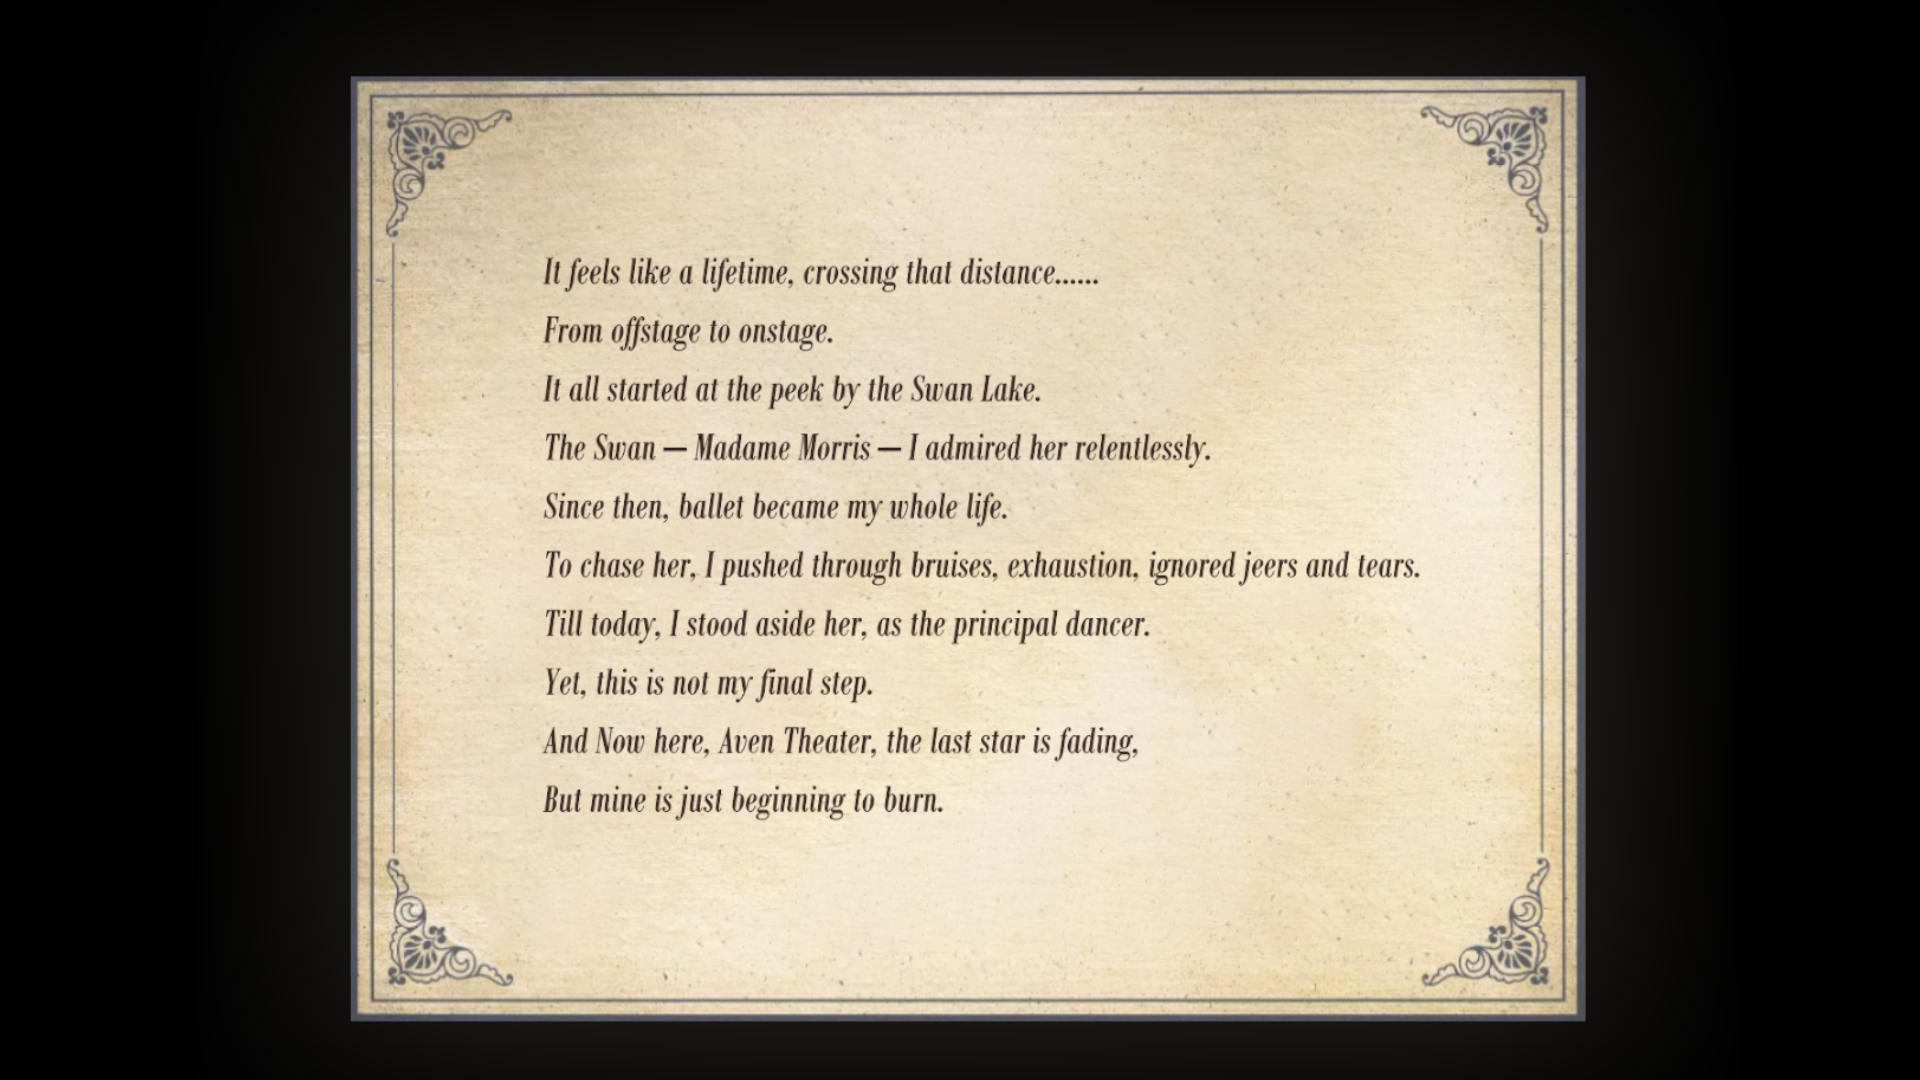 It feels like a lifetime, crossing that distance......
From offstage to onstage.
It all started at the peek by the Swan Lake.
The Swan — Madame Morris — I admired her relentlessly.
Since then, ballet became my whole life.
To chase her, I pushed through bruises, exhaustion, ignored jeers and tears.
Till today, I stood aside her, as the principal dancer.
Yet, this is not my final step.
And Now here, Aven Theater, the last star is fading,
But mine is just beginning to burn.